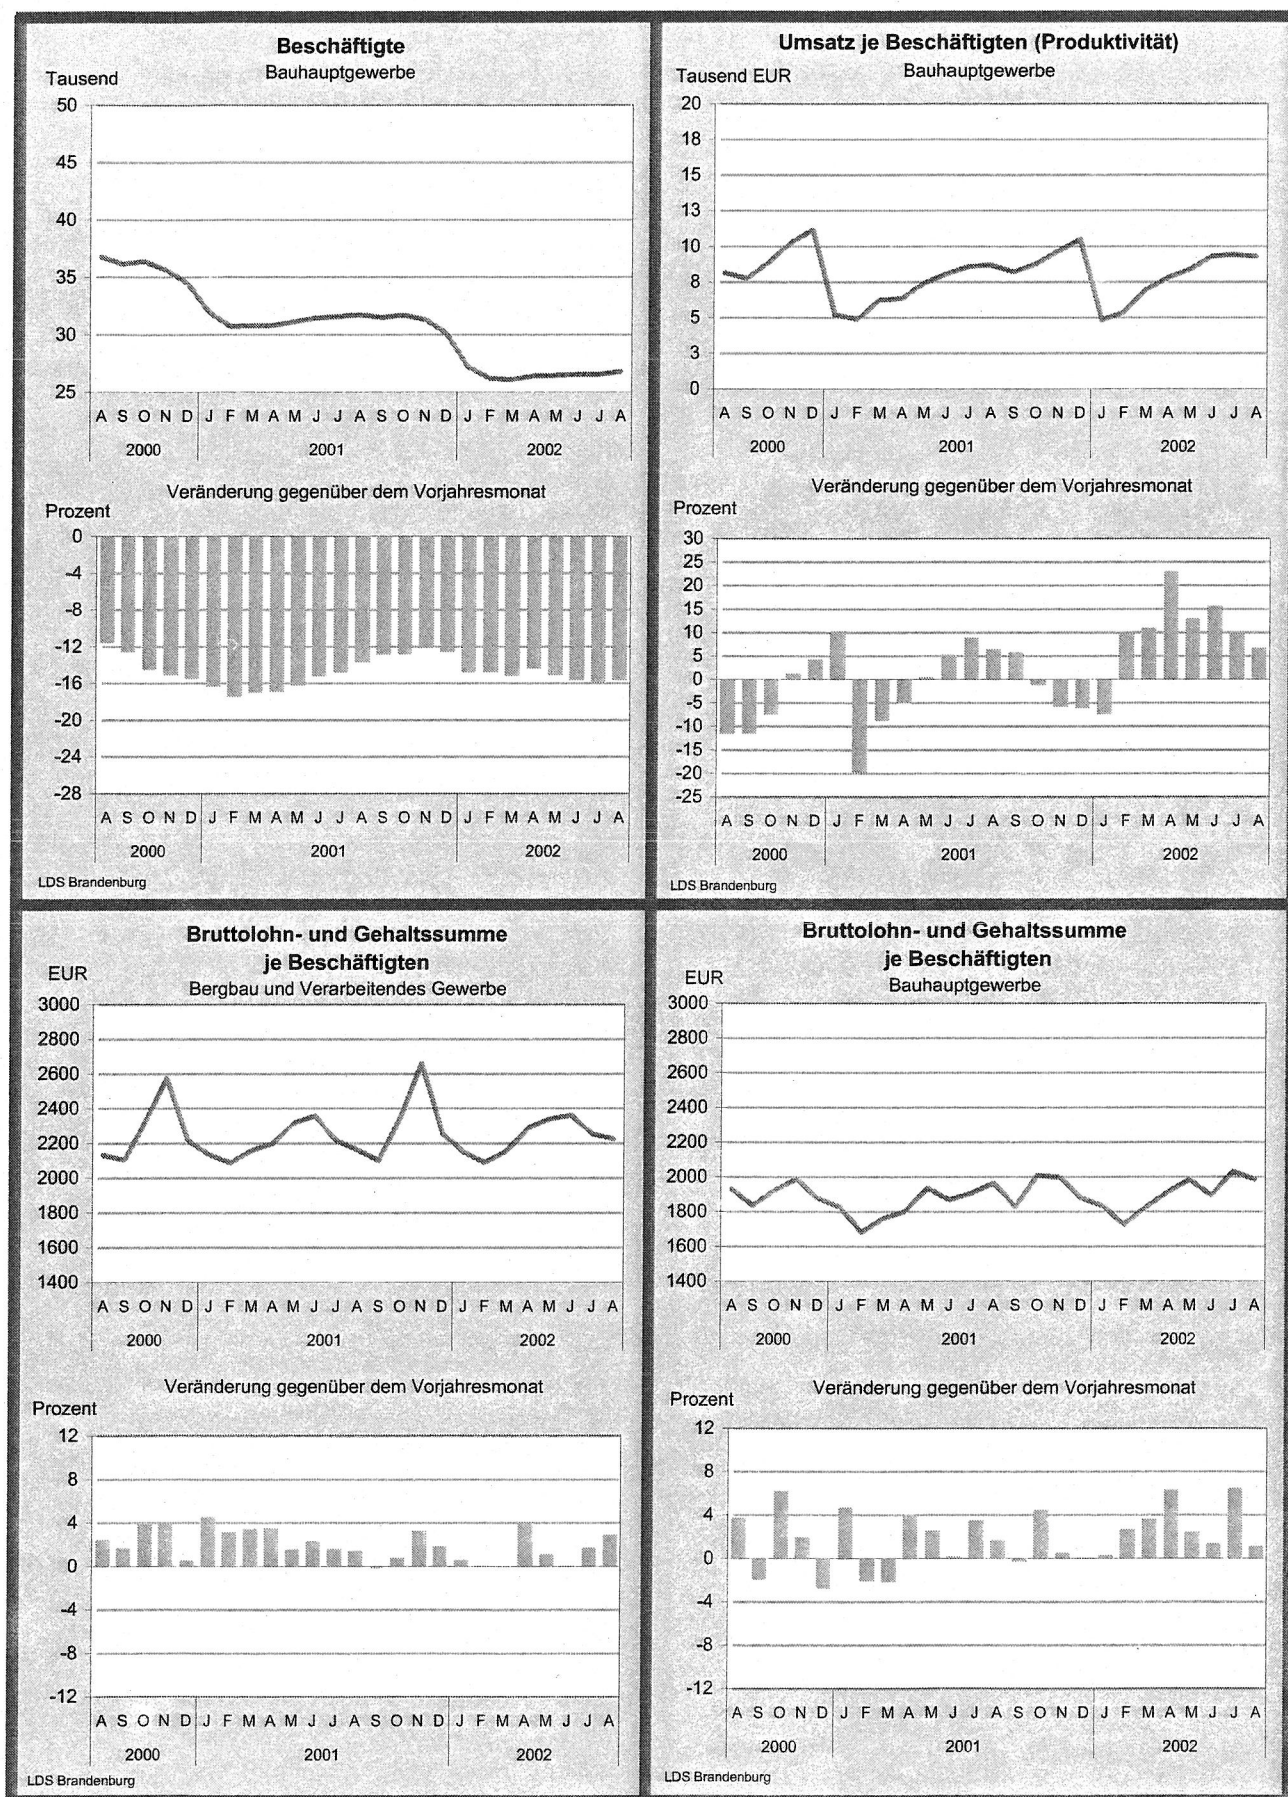 Beschäftigte
Bauhauptgewerbe
Tausend
50
45
40
35
30
25
A S O N D J F M A M J J A S O N D J F M A M J J A
2000 2001 2002
Veränderung gegenüber dem Vorjahresmonat
Prozent
0
-4
-8
-12
-16
-20
-24
-28
A S O N D J F M A M J J A S O N D J F M A M J J A
2000 2001 2002
LDS Brandenburg
Umsatz je Beschäftigten (Produktivität)
Bauhauptgewerbe
Tausend EUR
20
18
15
13
10
8
5
3
0
A S O N D J F M A M J J A S O N D J F M A M J J A
2000 2001 2002
Veränderung gegenüber dem Vorjahresmonat
Prozent
30
25
20
15
10
5
0
-5
-10
-15
-20
-25
A S O N D J F M A M J J A S O N D J F M A M J J A
2000 2001 2002
LDS Brandenburg
Bruttolohn- und Gehaltssumme
je Beschäftigten
EUR
Bergbau und Verarbeitendes Gewerbe
3000
2800
2600
2400
2200
2000
1800
1600
1400
A S O N D J F M A M J J A S O N D J F M A M J J A
2000 2001 2002
Veränderung gegenüber dem Vorjahresmonat
Prozent
12
8
4
0
-4
-8
-12
A S O N D J F M A M J J A S O N D J F M A M J J A
2000 2001 2002
LDS Brandenburg
Bruttolohn- und Gehaltssumme
je Beschäftigten
EUR
Bauhauptgewerbe
3000
2800
2600
2400
2200
2000
1800
1600
1400
A S O N D J F M A M J J A S O N D J F M A M J J A
2000 2001 2002
Veränderung gegenüber dem Vorjahresmonat
Prozent
12
8
4
0
-4
-8
-12
A S O N D J F M A M J J A S O N D J F M A M J J A
2000 2001 2002
LDS Brandenburg